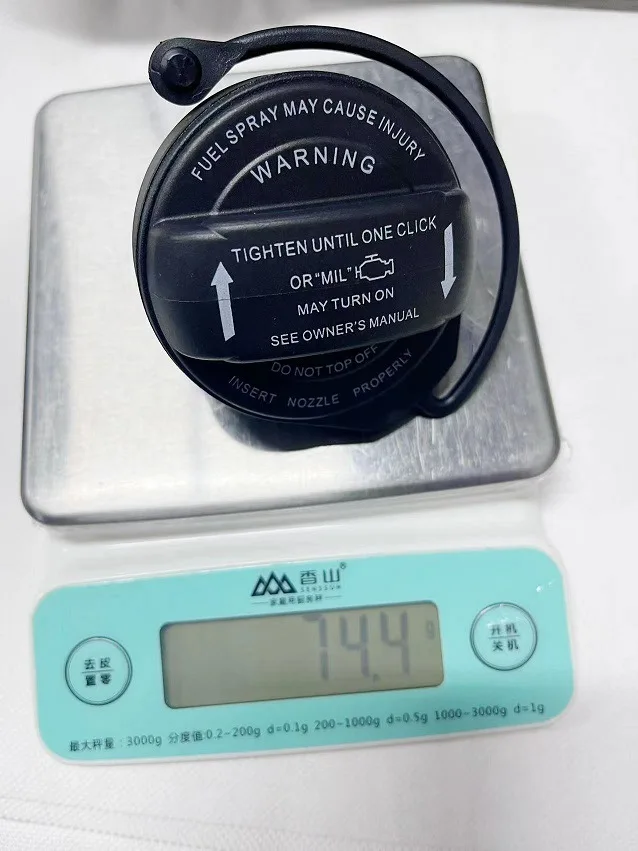 FUEL SPRAY MAY CAUSE INJURY
WARNING
TIGHTEN UNTIL ONE CLICK
OR "MIL"
MAY TURN ON
SEE OWNER'S MANUAL
DO NOT TOP OFF
INSERT NOZZLE PROPERLY
香山®
SENSSUN
去皮
置零
74.4 g
开机
关机
最大秤量：3000g 分度值:0.2-200g d=0.1g 200-1000g d=0.5g 1000-3000g d=1g